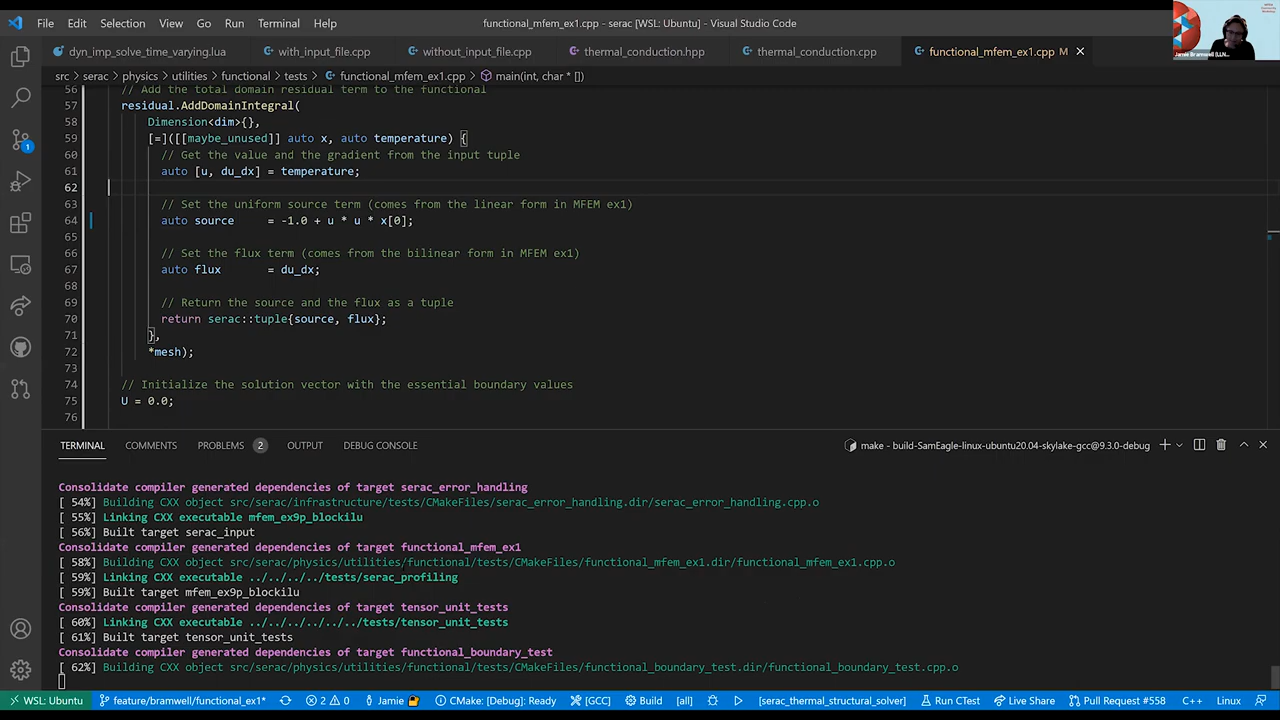 File Edit Selection View Go Run Terminal Help functional_mfem ex1.cpp - serac [WSL: Ubuntu] - Visual Studio Code
dyn_imp_solve_time_varying.lua with_input_file.cpp without_input_file.cpp thermal_conduction.hpp thermal_conduction.cpp functional_mfem_ex1.cpp M
src > serac > physics > utilities > functional > tests > functional_mfem_ex1.cpp > main(int, char * [])
56 // Add the total domain residual term to the functional
57 residual.AddDomainIntegral(
58 Dimension<dim>{},
59 [=]([[maybe_unused]] auto x, auto temperature) {
60 // Get the value and the gradient from the input tuple
61 auto [u, du_dx] = temperature;
62
63 // Set the uniform source term (comes from the linear form in MFEM ex1)
64 auto source = -1.0 + u * u * x[0];
65
66 // Set the flux term (comes from the bilinear form in MFEM ex1)
67 auto flux = du_dx;
68
69 // Return the source and the flux as a tuple
70 return serac::tuple{source, flux};
71 },
72 *mesh);
73
74 // Initialize the solution vector with the essential boundary values
75 U = 0.0;
76
TERMINAL COMMENTS PROBLEMS 2 OUTPUT DEBUG CONSOLE make - build-SamEagle-linux-ubuntu20.04-skylake-gcc@9.3.0-debug
Consolidate compiler generated dependencies of target serac_error_handling
[ 54%] Building CXX object src/serac/infrastructure/tests/CMakeFiles/serac_error_handling.dir/serac_error_handling.cpp.o
[ 55%] Linking CXX executable mfem_ex9p_blockilu
[ 56%] Built target serac_input
Consolidate compiler generated dependencies of target functional_mfem_ex1
[ 58%] Building CXX object src/serac/physics/utilities/functional/tests/CMakeFiles/functional_mfem_ex1.dir/functional_mfem_ex1.cpp.o
[ 59%] Linking CXX executable ../../../../tests/serac_profiling
[ 59%] Built target mfem_ex9p_blockilu
Consolidate compiler generated dependencies of target tensor_unit_tests
[ 60%] Linking CXX executable ../../../../../tests/tensor_unit_tests
[ 61%] Built target tensor_unit_tests
Consolidate compiler generated dependencies of target functional_boundary_test
[ 62%] Building CXX object src/serac/physics/utilities/functional/tests/CMakeFiles/functional_boundary_test.dir/functional_boundary_test.cpp.o
WSL: Ubuntu feature/bramwell/functional_ex1* 2 0 Jamie CMake: [Debug]: Ready [GCC] Build [all] [serac_thermal_structural_solver] Run CTest Live Share Pull Request #558 C++ Linux